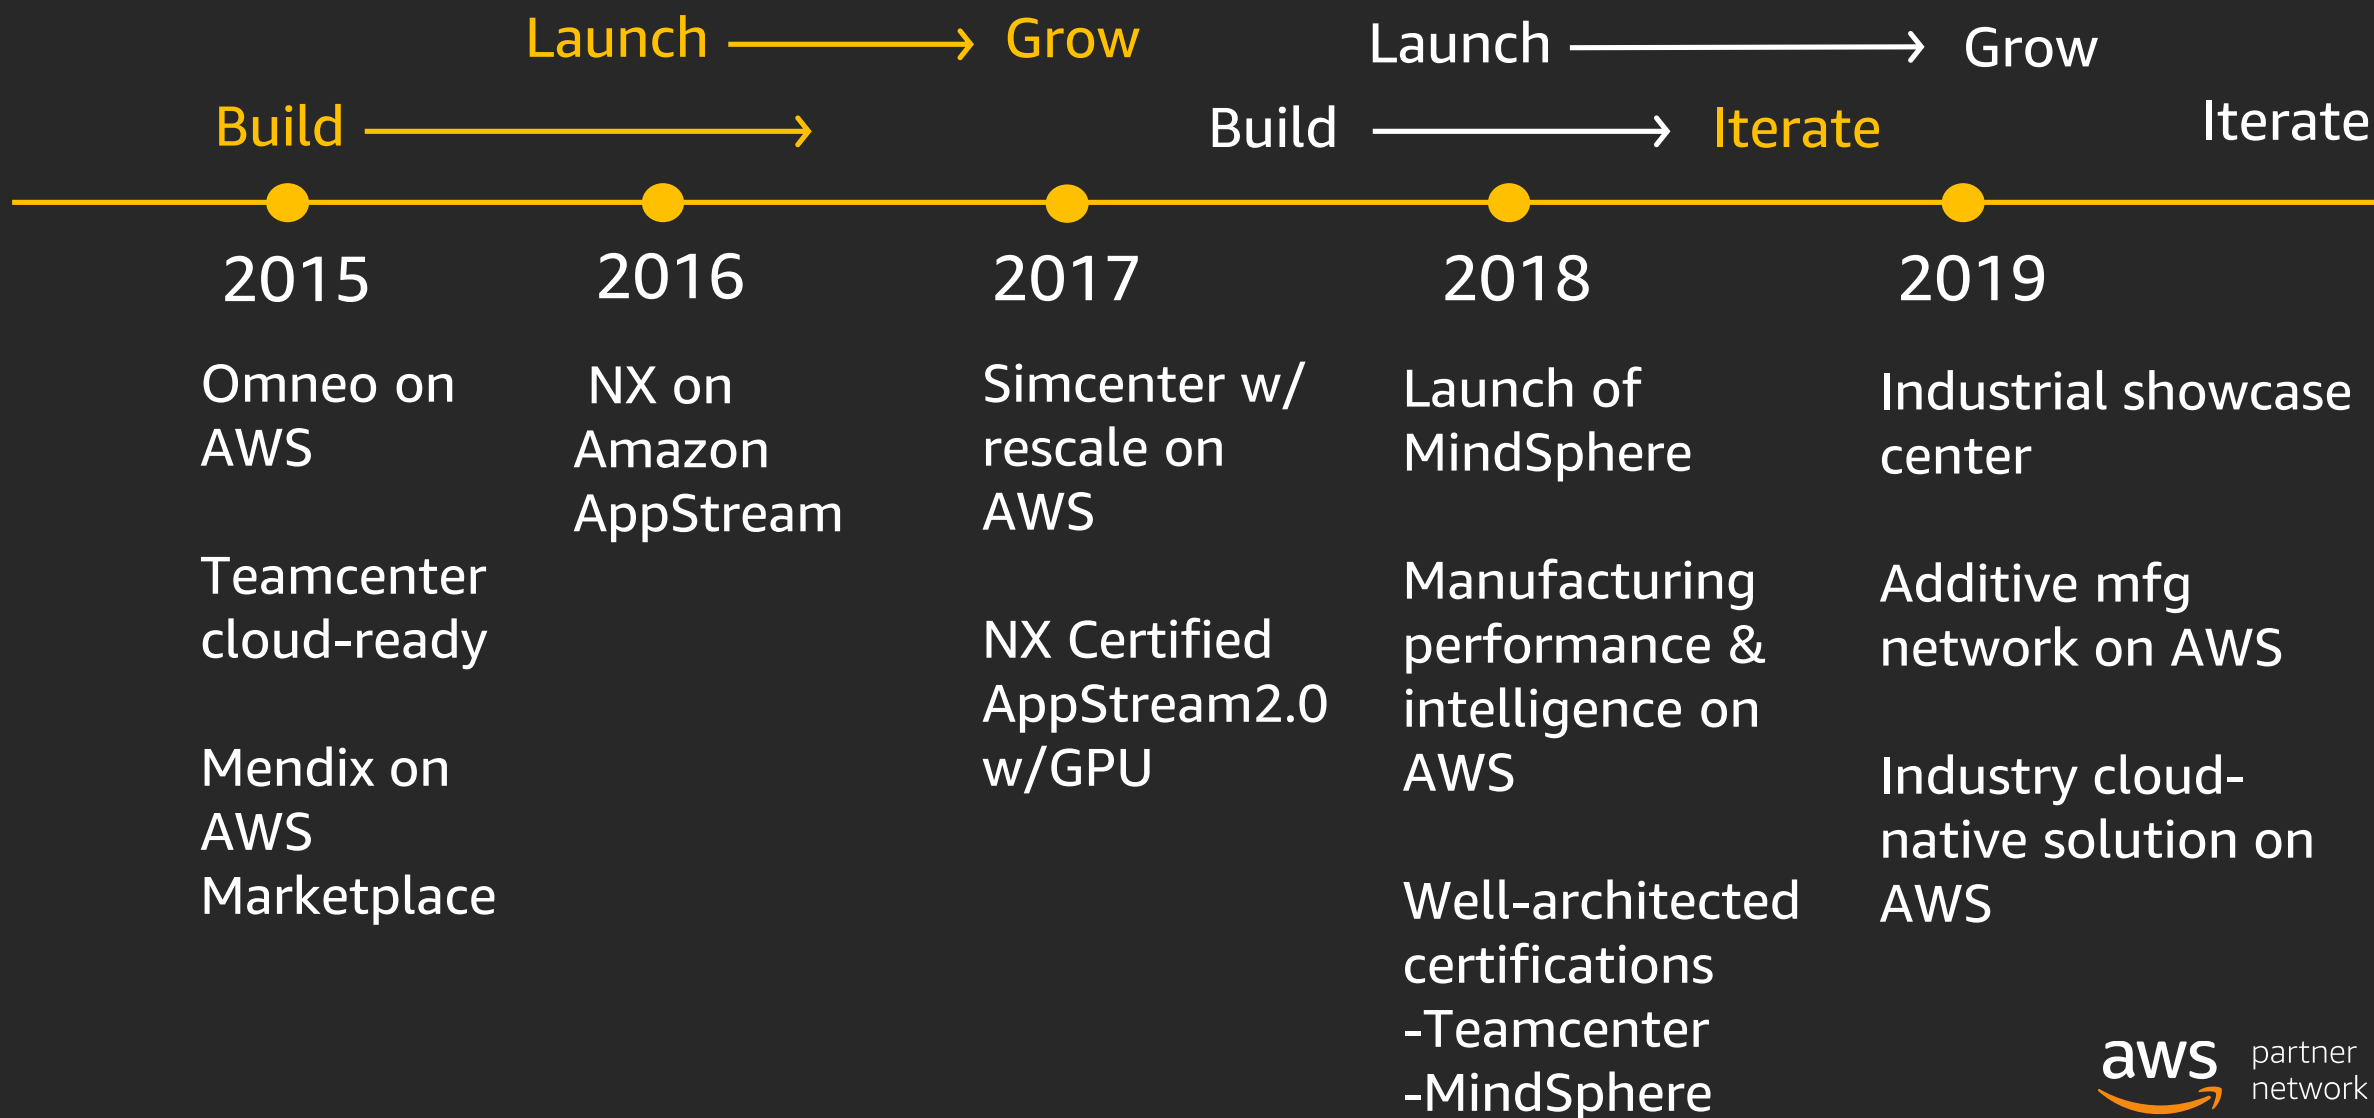 Launch Grow Launch Grow
Build Build Iterate Iterate
2015 2016 2017 2018 2019
Omneo on
AWS
Teamcenter
cloud-ready
Mendix on
AWS
Marketplace
NX on
Amazon
AppStream
Simcenter w/
rescale on
AWS
NX Certified
AppStream2.0
w/GPU
Launch of
MindSphere
Manufacturing
performance &
intelligence on
AWS
Well-architected
certifications
-Teamcenter
-MindSphere
Industrial showcase
center
Additive mfg
network on AWS
Industry cloud-
native solution on
AWS
aws partner
network